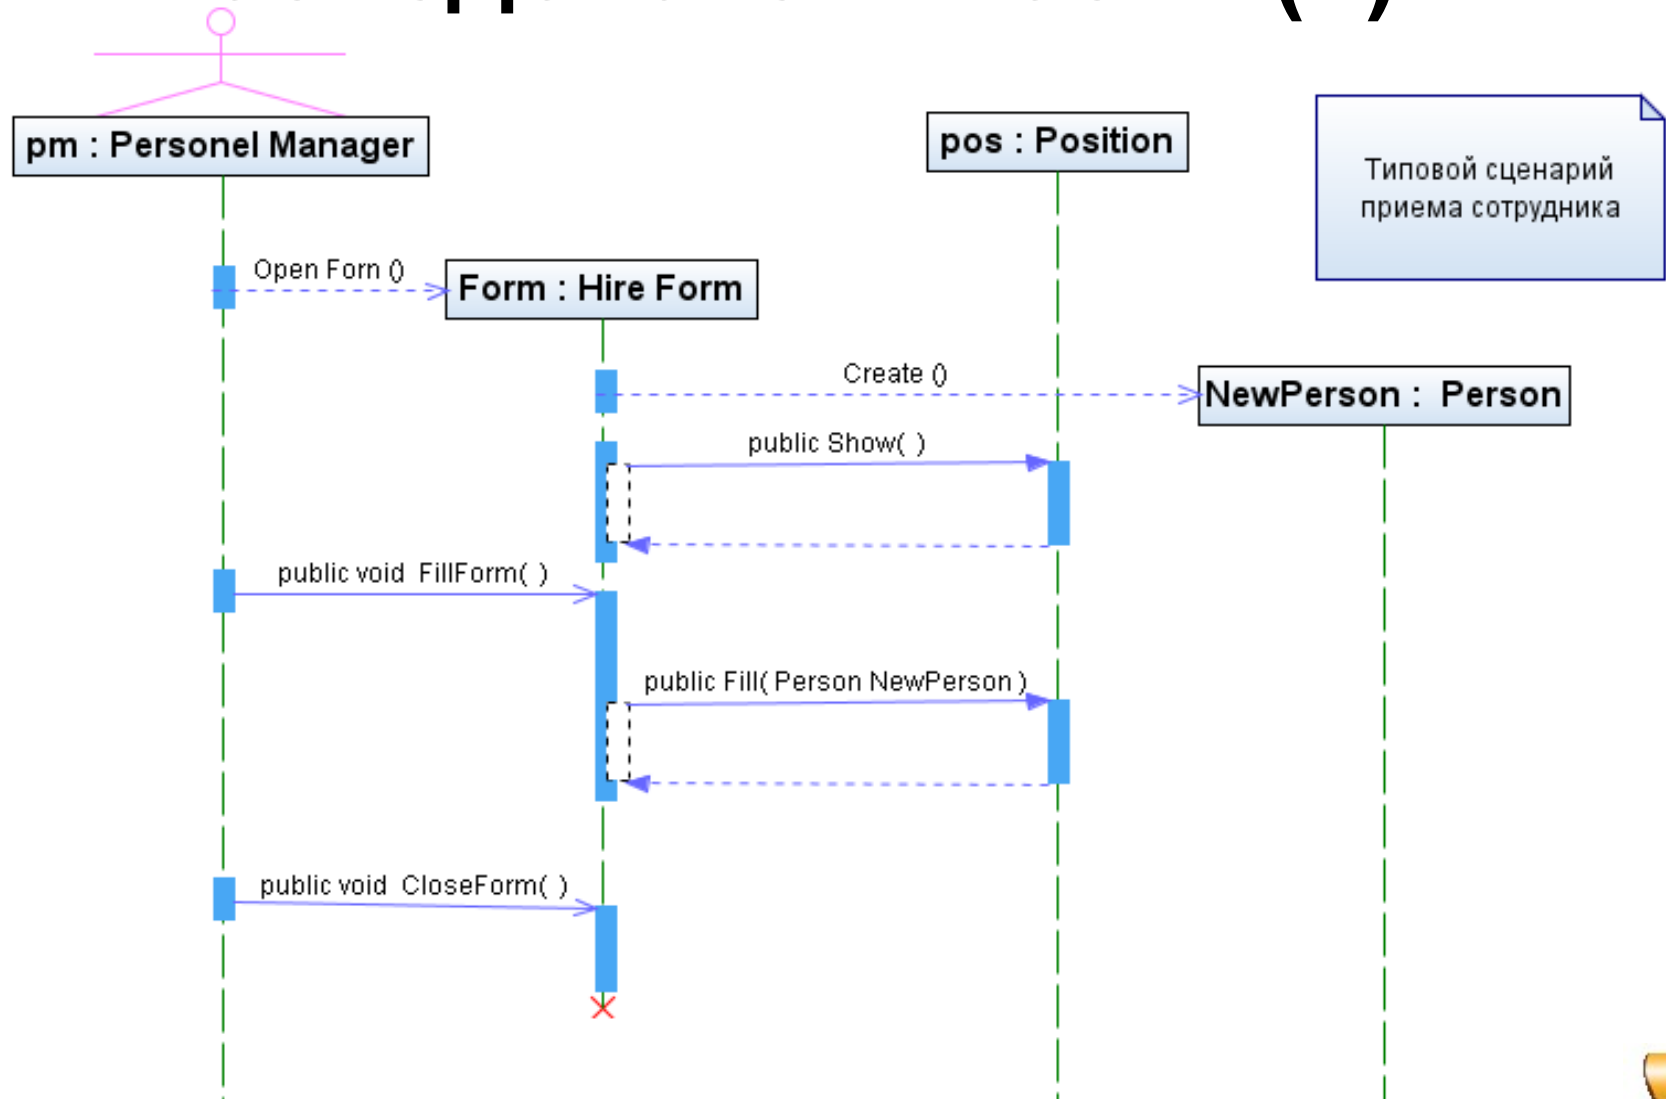 pm : Personel Manager
pos : Position
Типовой сценарий
приема сотрудника
Open Forn ()
Form : Hire Form
Create ()
NewPerson :  Person
public Show( )
public void  FillForm( )
public Fill( Person NewPerson )
public void  CloseForm( )